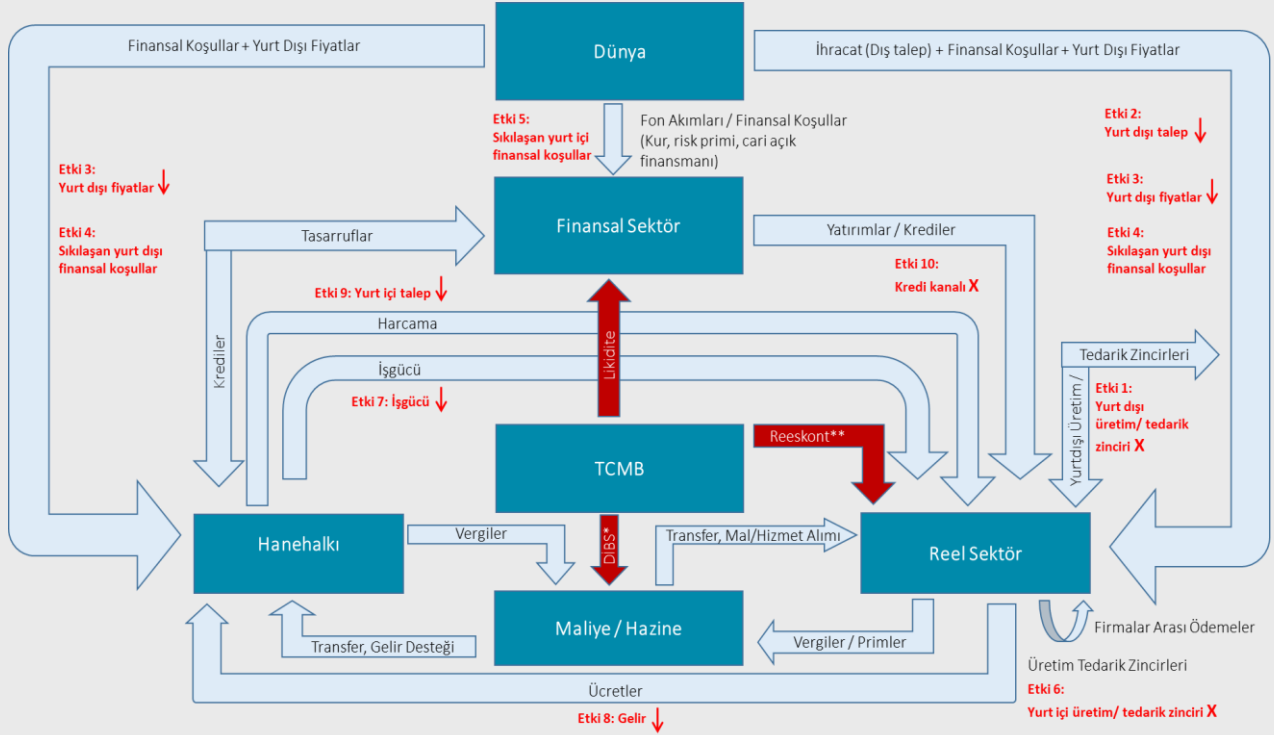 Finansal Koşullar + Yurt Dışı Fiyatlar
Dünya
İhracat (Dış talep) + Finansal Koşullar + Yurt Dışı Fiyatlar
Etki 5:
Sıkılaşan yurt içi
finansal koşullar
Fon Akımları / Finansal Koşullar
(Kur, risk primi, cari açık
finansmanı)
Etki 2:
Yurt dışı talep
Etki 3:
Yurt dışı fiyatlar
Etki 4:
Sıkılaşan yurt dışı
finansal koşullar
Etki 3:
Yurt dışı fiyatlar
Etki 4:
Sıkılaşan yurt dışı
finansal koşullar
Tasarruflar
Finansal Sektör
Yatırımlar / Krediler
Etki 10:
Kredi kanalı X
Etki 9: Yurt içi talep
Harcama
Krediler
Likidite
İşgücü
Etki 7: İşgücü
Tedarik Zincirleri
Yurtdışı Üretim /
Etki 1:
Yurt dışı
üretim/ tedarik
zinciri X
TCMB
Reeskont**
Hanehalkı
Vergiler
DİBS*
Transfer, Mal/Hizmet Alımı
Reel Sektör
Transfer, Gelir Desteği
Maliye / Hazine
Vergiler / Primler
Firmalar Arası Ödemeler
Üretim Tedarik Zincirleri
Etki 6:
Yurt içi üretim/ tedarik zinciri X
Ücretler
Etki 8: Gelir